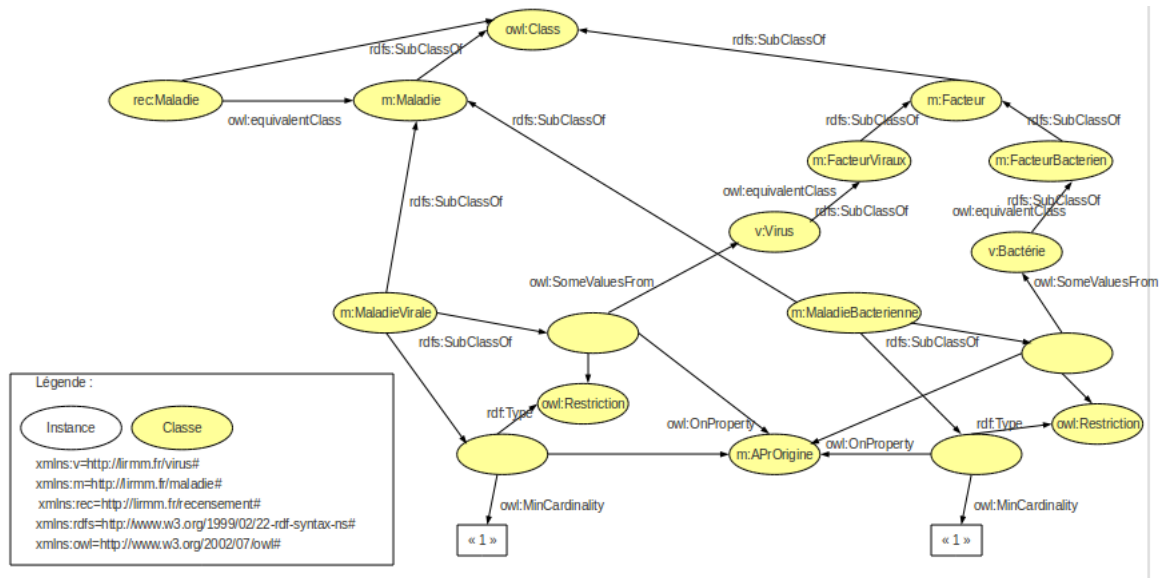 owl:Class
rdfs:SubClassOf
rdfs:SubClassOf
rec:Maladie
m:Maladie
m:Facteur
owl:equivalentClass
rdfs:SubClassOf
rdfs:SubClassOf
rdfs:SubClassOf
m:FacteurViraux
m:FacteurBacterien
rdfs:SubClassOf
owl:equivalentClass
rdfs:SubClassOf
rdfs:SubClassOf
owl:equivalentClass
v:Virus
v:Bactérie
owl:SomeValuesFrom
owl:SomeValuesFrom
m:MaladieVirale
m:MaladieBacterienne
rdfs:SubClassOf
rdfs:SubClassOf
owl:Restriction
rdf:Type
owl:OnProperty
owl:Restriction
rdf:Type
owl:OnProperty
m:APrOrigine
owl:MinCardinality
owl:MinCardinality
« 1 »
« 1 »
Légende :
Instance
Classe
xmlns:v=http://lirmm.fr/virus#
xmlns:m=http://lirmm.fr/maladie#
xmlns:rec=http://lirmm.fr/recensement#
xmlns:rdfs=http://www.w3.org/1999/02/22-rdf-syntax-ns#
xmlns:owl=http://www.w3.org/2002/07/owl#